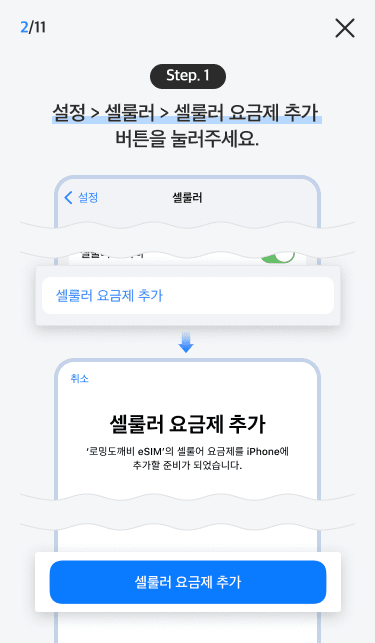 2/11
Step. 1
설정 > 셀룰러 > 셀룰러 요금제 추가
버튼을 눌러주세요.
설정 셀룰러
셀룰러 요금제 추가
취소
셀룰러 요금제 추가
'로밍도깨비 eSIM'의 셀룰어 요금제를 iPhone에
추가할 준비가 되었습니다.
셀룰러 요금제 추가